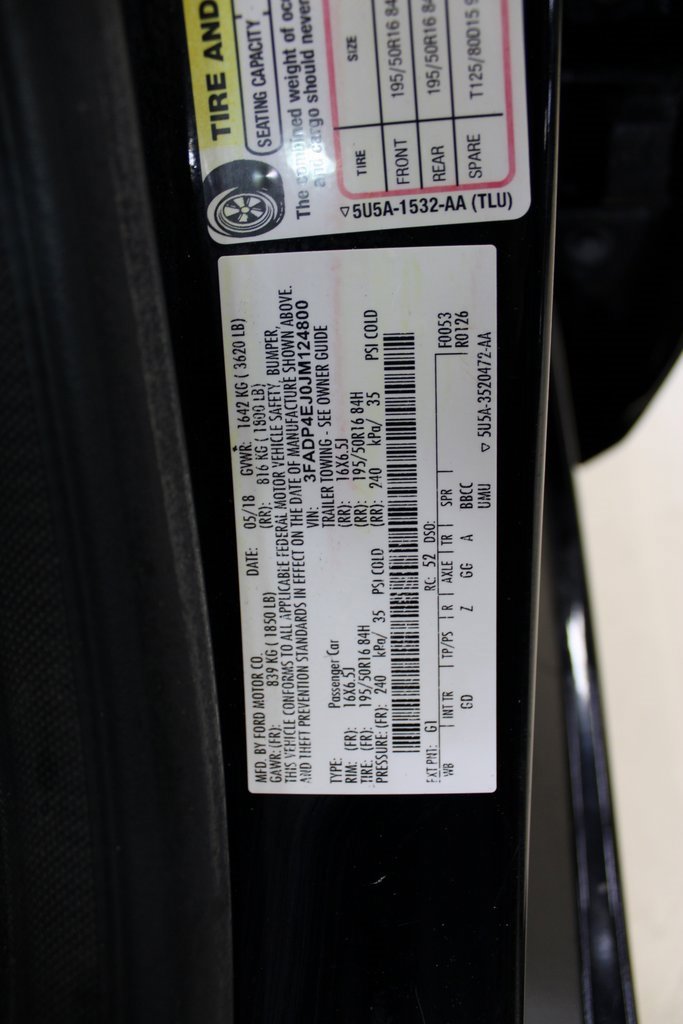 TIRE AND
SEATING CAPACITY
The combined weight of occ
and cargo should never
TIRE SIZE
FRONT 195/50R16 84
REAR 195/50R16 84
SPARE T125/80D15 9
▽5U5A-1532-AA (TLU)
MFD. BY FORD MOTOR CO. DATE: 05/18 GVWR: 1642 KG ( 3620 LB)
GAWR: (FR): 839 KG ( 1850 LB) (RR): 816 KG ( 1800 LB)
THIS VEHICLE CONFORMS TO ALL APPLICABLE FEDERAL MOTOR VEHICLE SAFETY, BUMPER,
AND THEFT PREVENTION STANDARDS IN EFFECT ON THE DATE OF MANUFACTURE SHOWN ABOVE.
VIN: 3FADP4EJ0JM124800
TYPE: Passenger Car TRAILER TOWING - SEE OWNER GUIDE
RIM: (FR): 16X6.5J (RR): 16X6.5J
TIRE: (FR): 195/50R16 84H (RR): 195/50R16 84H
PRESSURE (FR): 240 kPa/ 35 PSI COLD (RR): 240 kPa/ 35 PSI COLD
F0053
R0126
EXT PNT: G1 RC: 52 DSO:
WB INT TR TP/PS R AXLE TR SPR
GD Z GG A BBCC
UMU
▽ 5U5A-3520472-AA